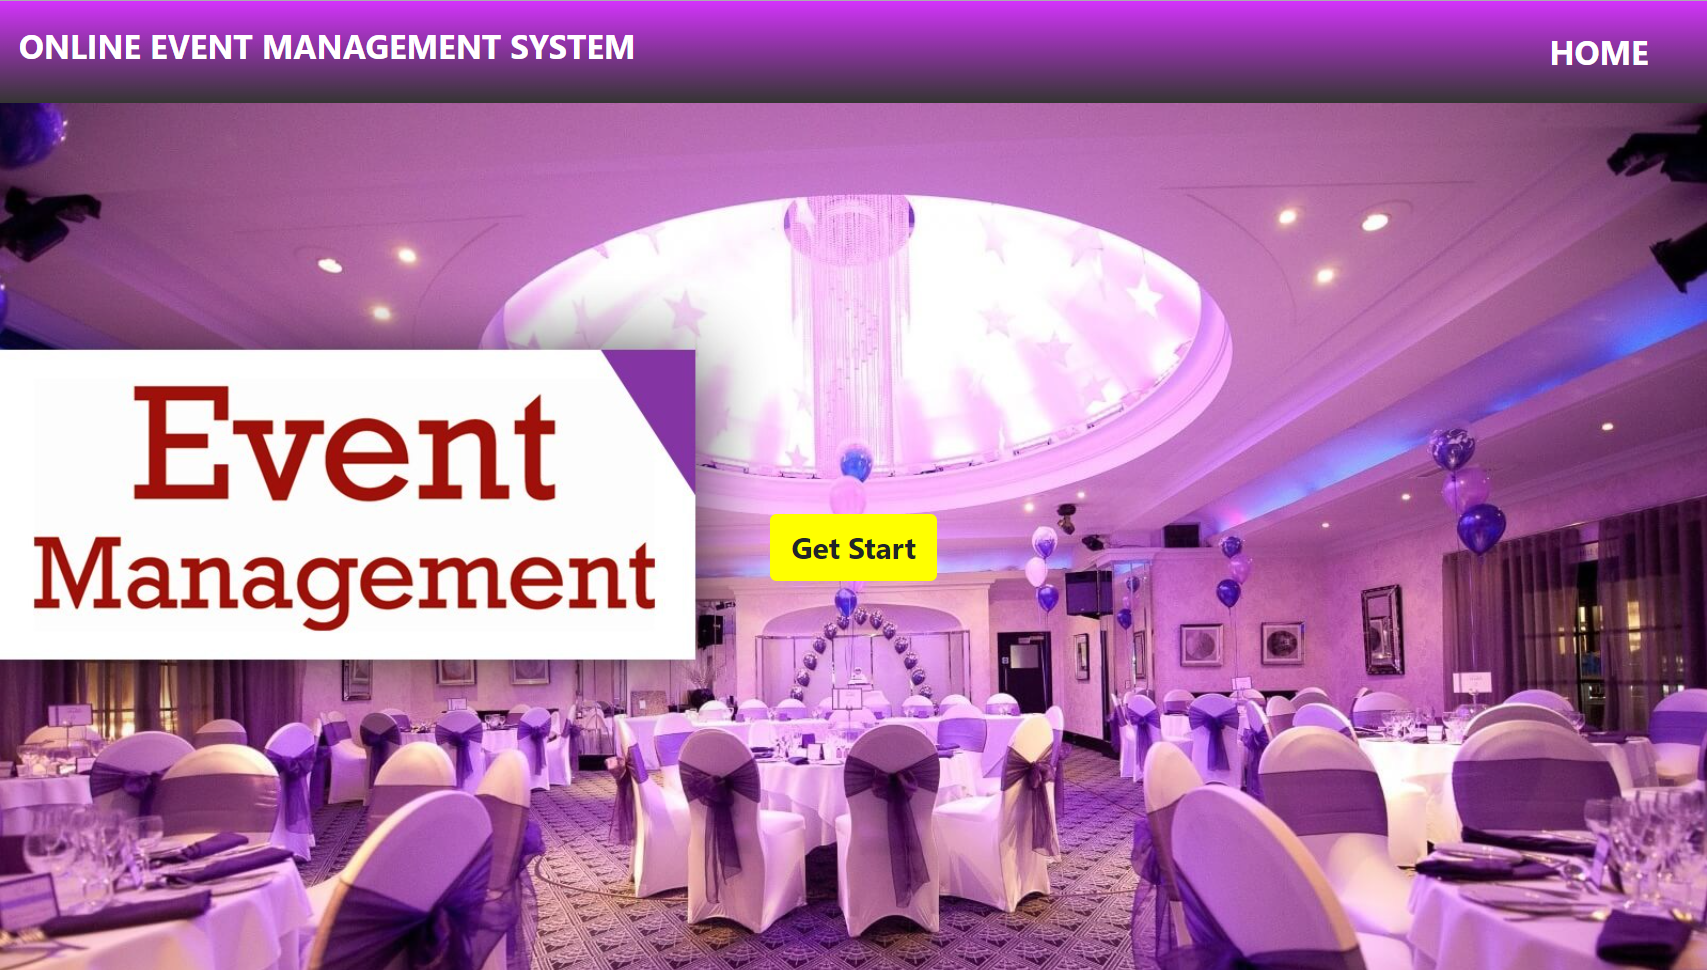 ONLINE EVENT MANAGEMENT SYSTEM
HOME
Event
Management
Get Start